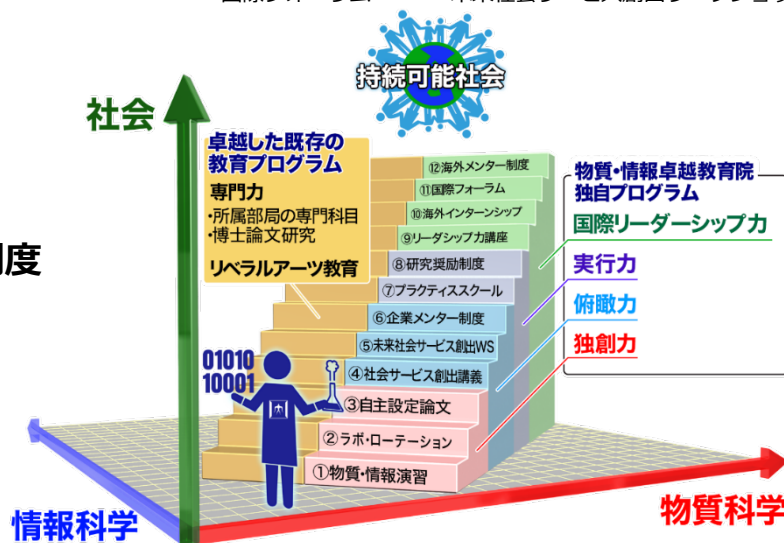 持続可能社会
社会
卓越した既存の
教育プログラム
専門力
・所属部局の専門科目
・博士論文研究
リベラルアーツ教育
⑫海外メンター制度
⑪国際フォーラム
⑩海外インターンシップ
⑨リーダシップ力講座
⑧研究奨励制度
⑦プラクティススクール
⑥企業メンター制度
⑤未来社会サービス創出WS
④社会サービス創出講義
③自主設定論文
②ラボ・ローテーション
①物質・情報演習
物質・情報卓越教育院
独自プログラム
国際リーダーシップ力
実行力
俯瞰力
独創力
度
01010
10001
情報科学
物質科学